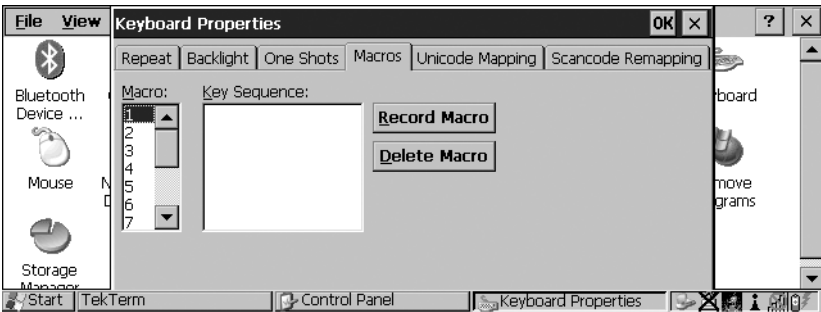 File View Keyboard Properties OK × ? ×
Repeat Backlight One Shots Macros Unicode Mapping Scancode Remapping
Bluetooth
Device ...
Macro: Key Sequence:
1
2
3
4
5
6
7
Record Macro
Delete Macro
Mouse
Storage
Manager
board
move
grams
Start TekTerm Control Panel Keyboard Properties